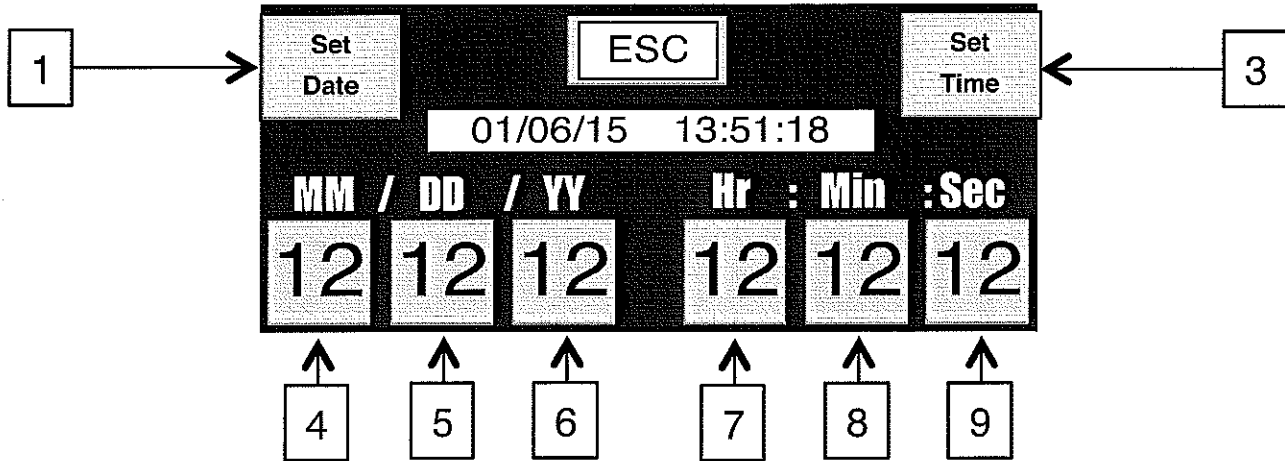 Set Date
ESC
Set Time
1
3
01/06/15 13:51:18
MM / DD / YY Hr : Min : Sec
12 12 12 12 12 12
4 5 6 7 8 9